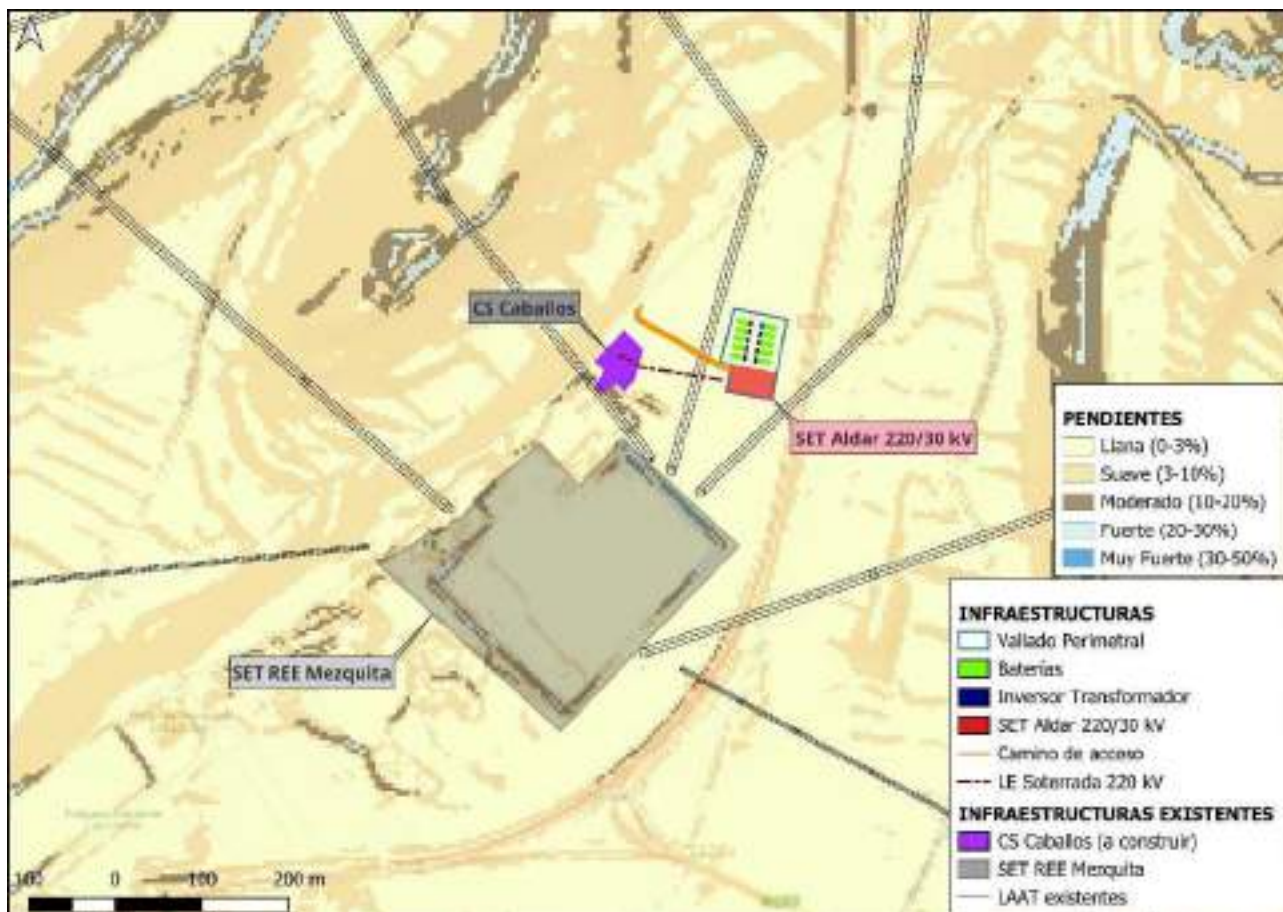 CS Caballos
SET Aldar 220/30 kV
SET REE Mezquita
PENDIENTES
Llana (0-3%)
Suave (3-10%)
Moderado (10-20%)
Fuerte (20-30%)
Muy Fuerte (30-50%)
INFRAESTRUCTURAS
Vallado Perimetral
Baterías
Inversor Transformador
SET Aldar 220/30 kV
Camino de acceso
LE Soterrada 220 kV
INFRAESTRUCTURAS EXISTENTES
CS Caballos (a construir)
SET REE Mezquita
LAAT existentes
100 0 100 200 m